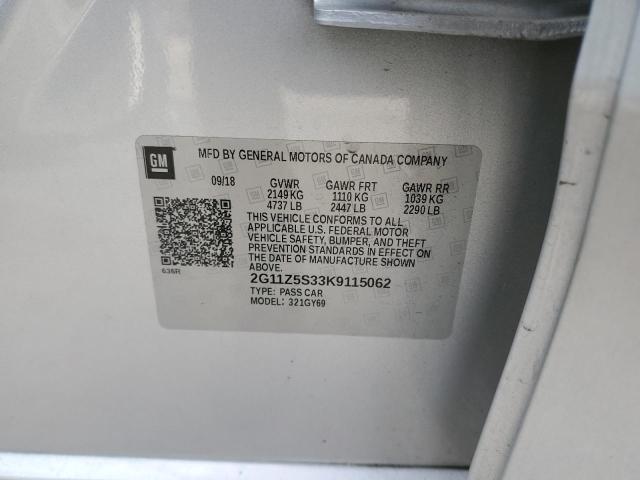 GM MFD BY GENERAL MOTORS OF CANADA COMPANY
09/18 GVWR GAWR FRT GAWR RR
2149 KG 1110 KG 1039 KG
4737 LB 2447 LB 2290 LB
THIS VEHICLE CONFORMS TO ALL
APPLICABLE U.S. FEDERAL MOTOR
VEHICLE SAFETY, BUMPER, AND THEFT
PREVENTION STANDARDS IN EFFECT ON
THE DATE OF MANUFACTURE SHOWN
ABOVE.
636R
2G11Z5S33K9115062
TYPE: PASS CAR
MODEL: 321GY69